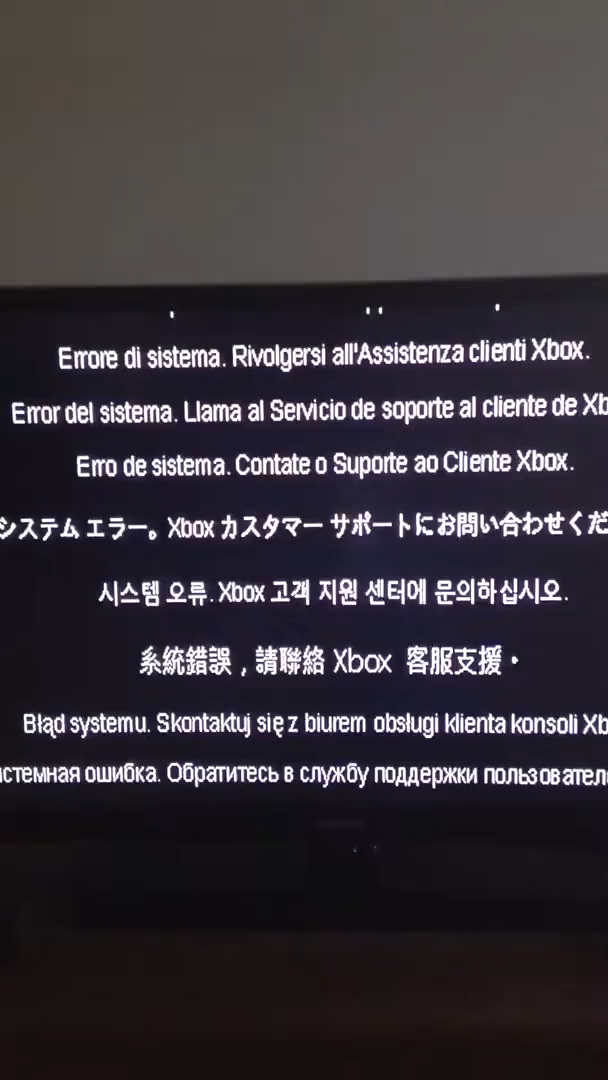 Errore di sistema. Rivolgersi all'Assistenza clienti Xbox.
Error del sistema. Llama al Servicio de soporte al cliente de
Erro de sistema. Contate o Suporte ao Cliente Xbox.
システム エラー。Xbox カスタマー サポートにお問い合わせくだ
시스템 오류. Xbox 고객 지원 센터에 문의하십시오.
系統錯誤，請聯絡 Xbox 客服支援。
Błąd systemu. Skontaktuj się z biurem obsługi klienta konsoli
ошибка. Обратитесь в службу поддержки